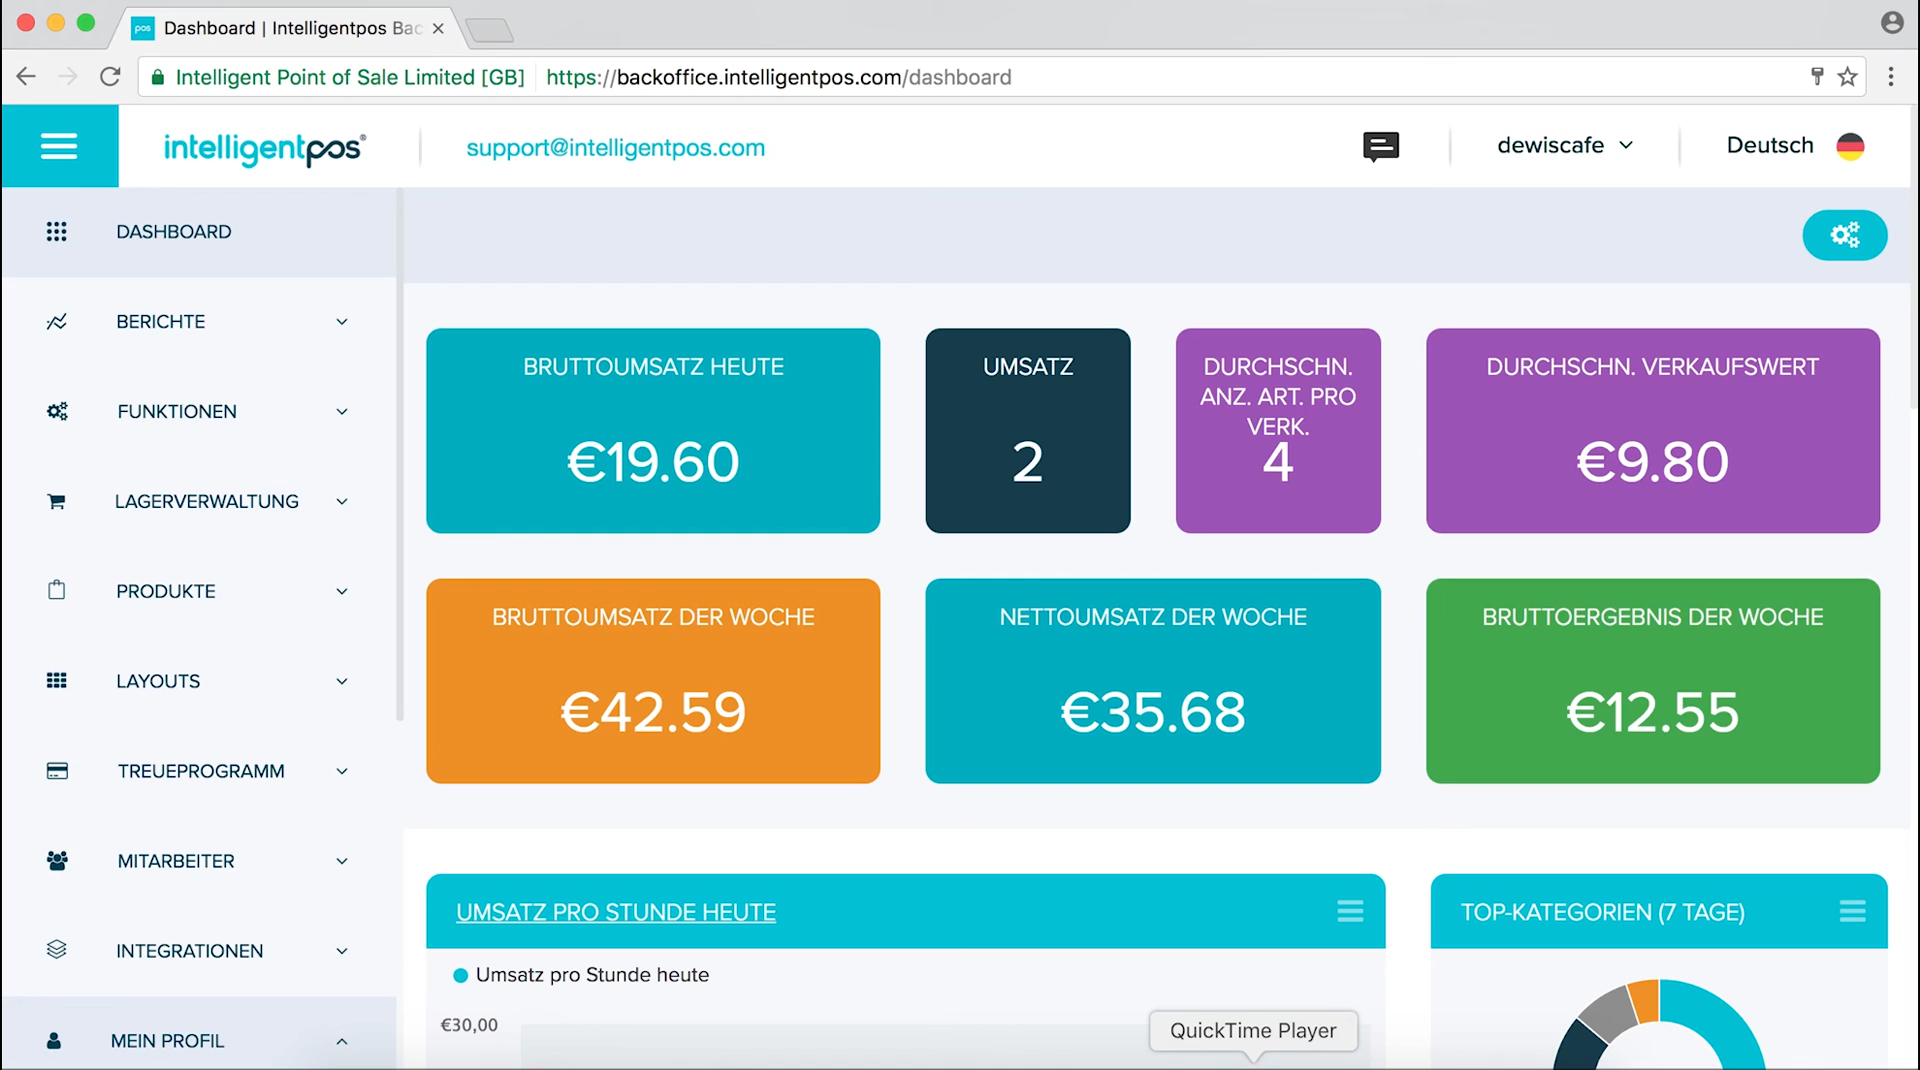 pos Dashboard | Intelligentpos Bac
Intelligent Point of Sale Limited [GB] https://backoffice.intelligentpos.com/dashboard
intelligentpos® support@intelligentpos.com dewiscafe Deutsch
DASHBOARD
BERICHTE
FUNKTIONEN
LAGERVERWALTUNG
PRODUKTE
LAYOUTS
TREUEPROGRAMM
MITARBEITER
INTEGRATIONEN
MEIN PROFIL
BRUTTOUMSATZ HEUTE
€19.60
UMSATZ
2
DURCHSCHN.
ANZ. ART. PRO
VERK.
4
DURCHSCHN. VERKAUFSWERT
€9.80
BRUTTOUMSATZ DER WOCHE
€42.59
NETTOUMSATZ DER WOCHE
€35.68
BRUTTOERGEBNIS DER WOCHE
€12.55
UMSATZ PRO STUNDE HEUTE
Umsatz pro Stunde heute
€30,00
QuickTime Player
TOP-KATEGORIEN (7 TAGE)